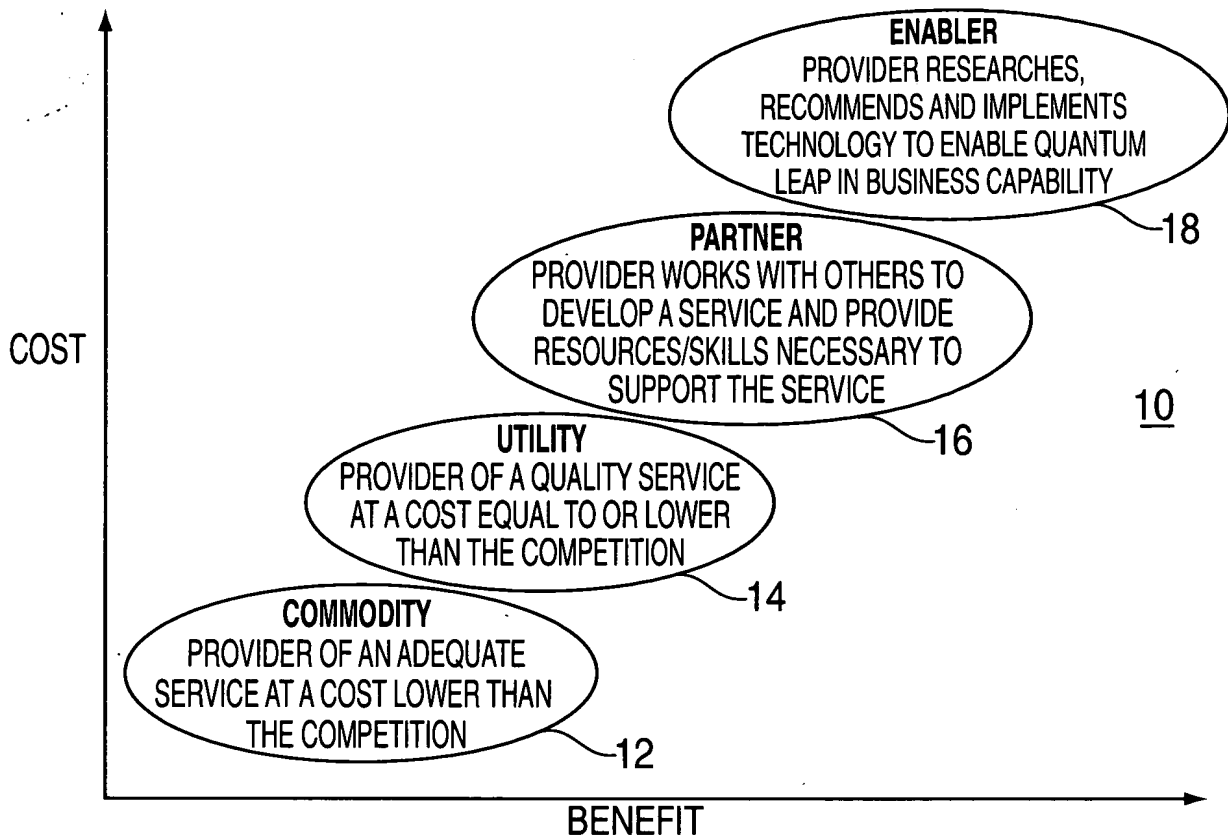 ENABLER
PROVIDER RESEARCHES,
RECOMMENDS AND IMPLEMENTS
TECHNOLOGY TO ENABLE QUANTUM
LEAP IN BUSINESS CAPABILITY
18
PARTNER
PROVIDER WORKS WITH OTHERS TO
DEVELOP A SERVICE AND PROVIDE
RESOURCES/SKILLS NECESSARY TO
SUPPORT THE SERVICE
16
COST
10
UTILITY
PROVIDER OF A QUALITY SERVICE
AT A COST EQUAL TO OR LOWER
THAN THE COMPETITION
14
COMMODITY
PROVIDER OF AN ADEQUATE
SERVICE AT A COST LOWER THAN
THE COMPETITION
12
BENEFIT